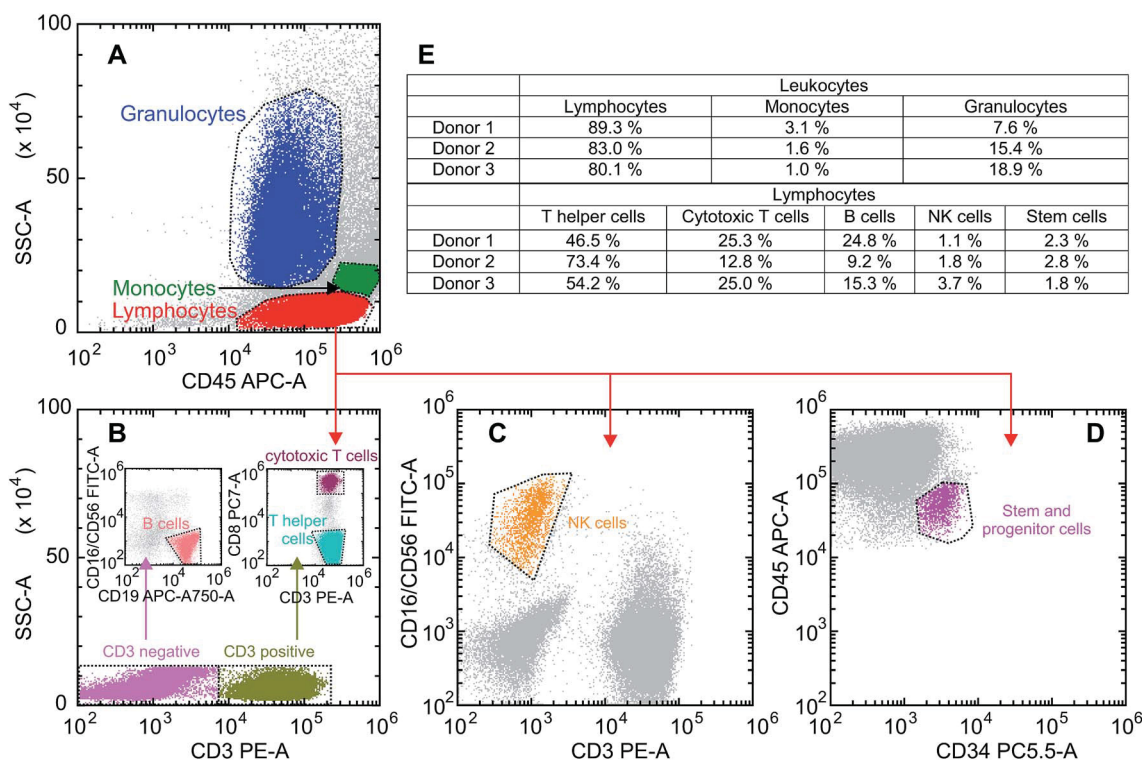 A
100
50
0
(x 10⁴)
SSC-A
Granulocytes
Monocytes
Lymphocytes
10² 10³ 10⁴ 10⁵ 10⁶
CD45 APC-A
E
Leukocytes
Lymphocytes Monocytes Granulocytes
Donor 1 89.3 % 3.1 % 7.6 %
Donor 2 83.0 % 1.6 % 15.4 %
Donor 3 80.1 % 1.0 % 18.9 %
Lymphocytes
T helper cells Cytotoxic T cells B cells NK cells Stem cells
Donor 1 46.5 % 25.3 % 24.8 % 1.1 % 2.3 %
Donor 2 73.4 % 12.8 % 9.2 % 1.8 % 2.8 %
Donor 3 54.2 % 25.0 % 15.3 % 3.7 % 1.8 %
B
100
50
0
(x 10⁴)
SSC-A
CD16/CD56 FITC-A
10⁶
10⁴
10²
B cells
10² 10⁴ 10⁶
CD19 APC-A750-A
cytotoxic T cells
CD8 PC7-A
10⁶
10⁴
10²
T helper
cells
10² 10⁴ 10⁶
CD3 PE-A
CD3 negative
CD3 positive
10² 10³ 10⁴ 10⁵ 10⁶
CD3 PE-A
C
10⁶
10⁵
10⁴
10³
10²
CD16/CD56 FITC-A
NK cells
10² 10³ 10⁴ 10⁵ 10⁶
CD3 PE-A
D
10⁶
10⁵
10⁴
10³
10²
CD45 APC-A
Stem and
progenitor cells
10² 10³ 10⁴ 10⁵ 10⁶
CD34 PC5.5-A